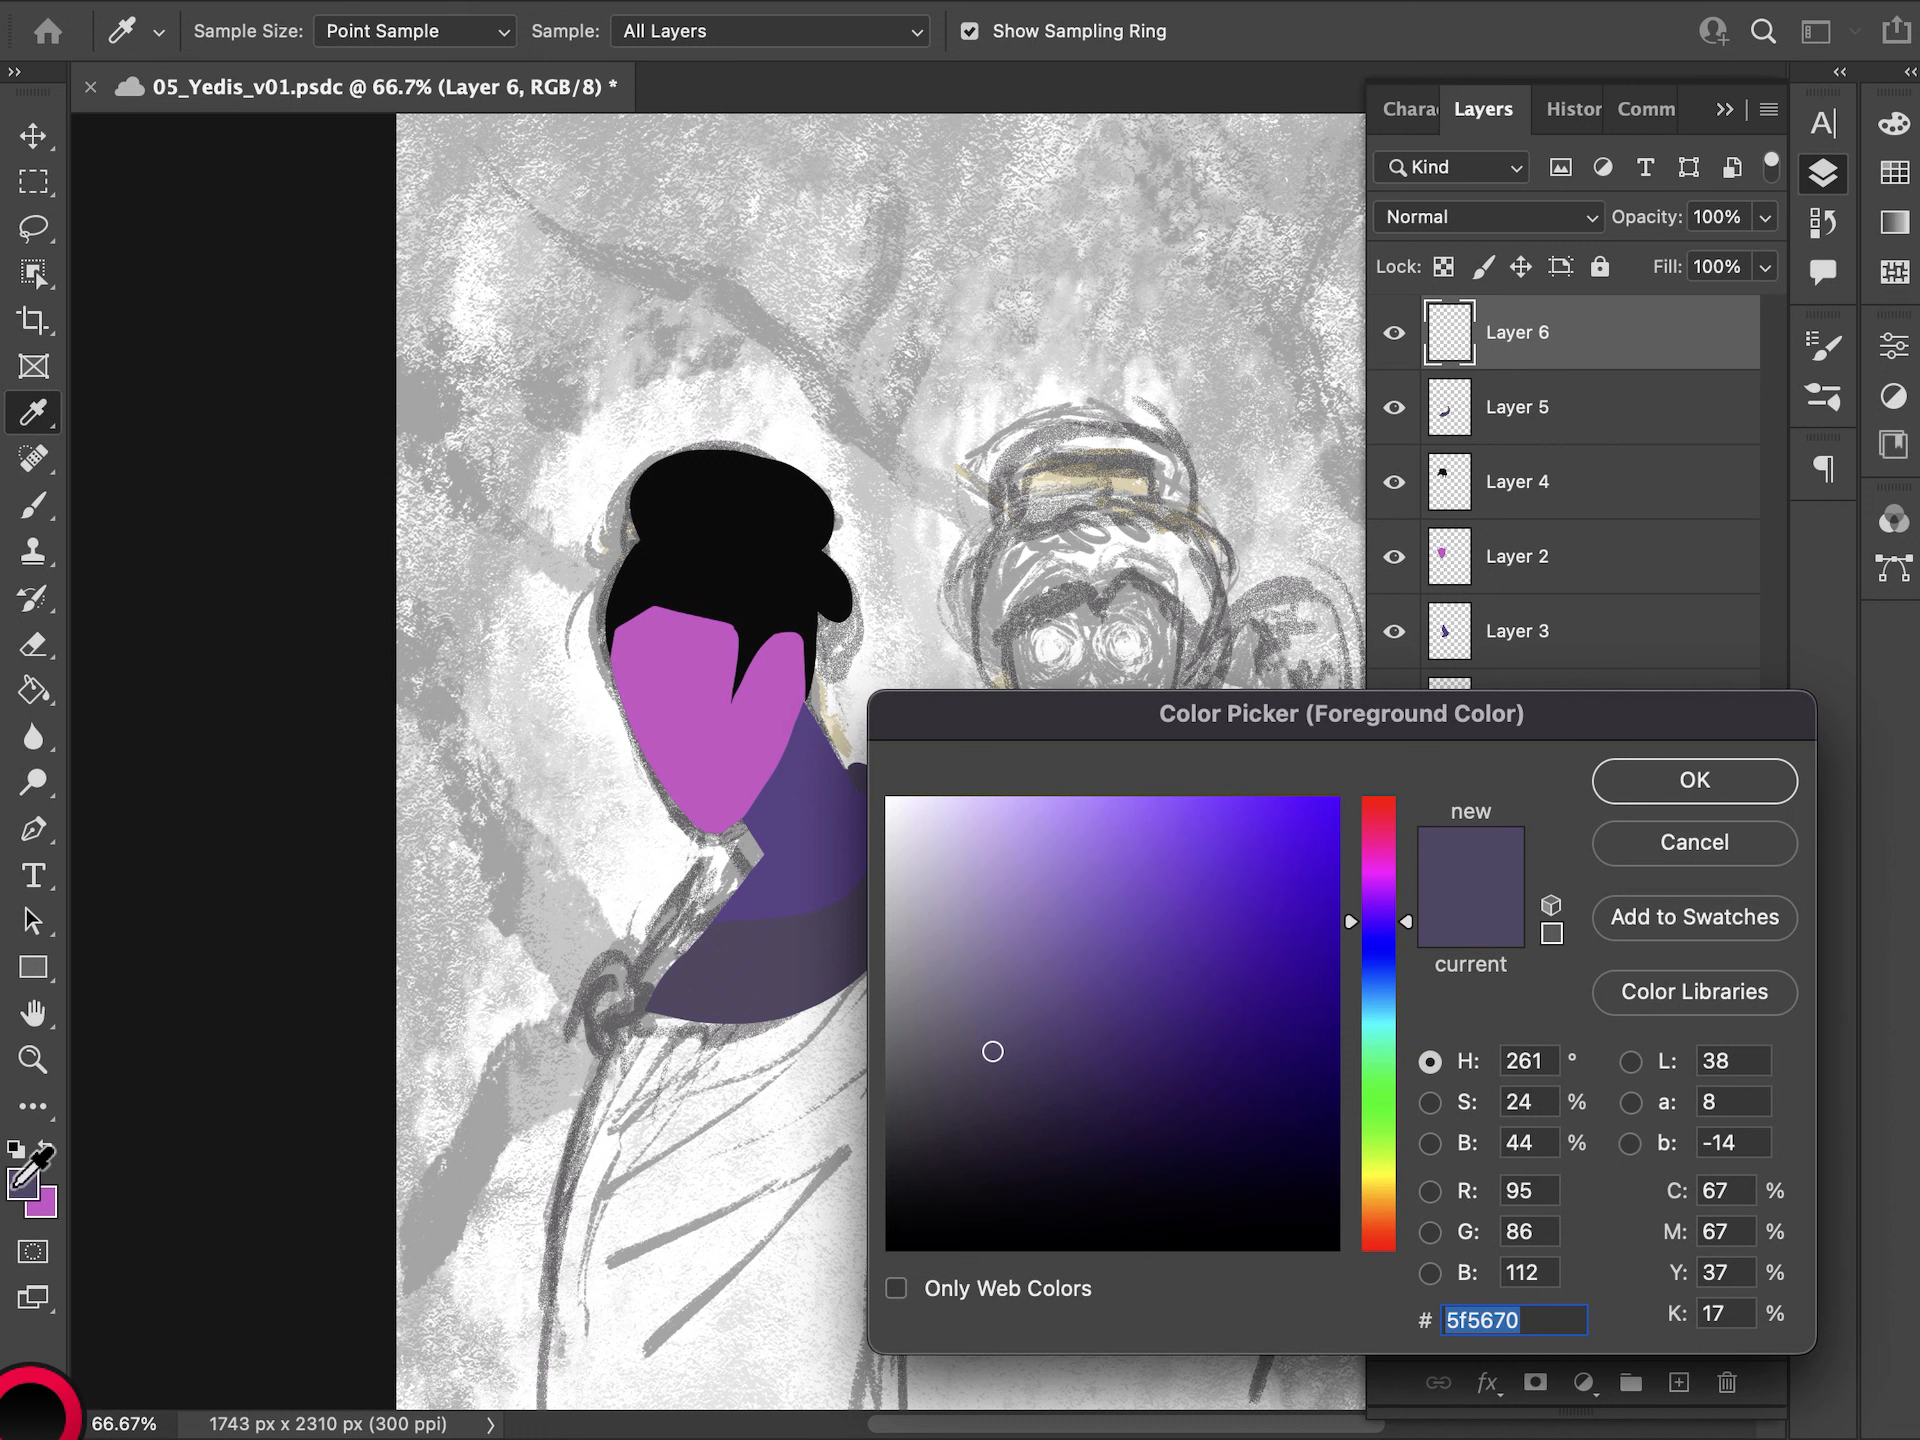 Sample Size: Point Sample Sample: All Layers Show Sampling Ring
05_Yedis_v01.psdc @ 66.7% (Layer 6, RGB/8) *
Chara Layers Histor Comm
Kind
Normal Opacity: 100%
Lock: Fill: 100%
Layer 6
Layer 5
Layer 4
Layer 2
Layer 3
Color Picker (Foreground Color)
new
current
OK
Cancel
Add to Swatches
Color Libraries
H: 261 ° L: 38
S: 24 % a: 8
B: 44 % b: -14
R: 95 C: 67 %
G: 86 M: 67 %
B: 112 Y: 37 %
# 5f5670 K: 17 %
Only Web Colors
fx
66.67% 1743 px x 2310 px (300 ppi)